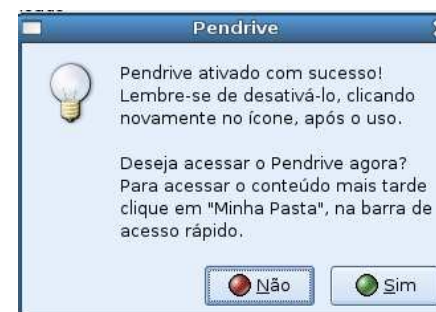 Pendrive
Pendrive ativado com sucesso!
Lembre-se de desativá-lo, clicando
novamente no ícone, após o uso.
Deseja acessar o Pendrive agora?
Para acessar o conteúdo mais tarde
clique em "Minha Pasta", na barra de
acesso rápido.
Não
Sim